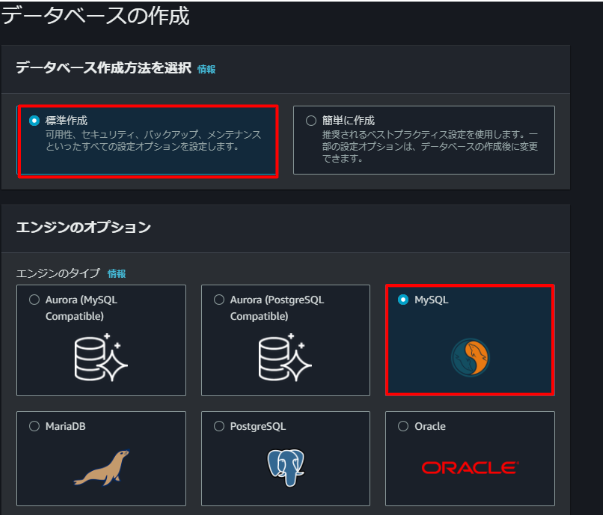 データベースの作成
データベース作成方法を選択 情報
標準作成
可用性、セキュリティ、バックアップ、メンテナンス
といったすべての設定オプションを設定します。
簡単に作成
推奨されるベストプラクティス設定を使用します。一
部の設定オプションは、データベースの作成後に変更
できます。
エンジンのオプション
エンジンのタイプ 情報
Aurora (MySQL
Compatible)
Aurora (PostgreSQL
Compatible)
MySQL
MariaDB
PostgreSQL
Oracle
ORACLE